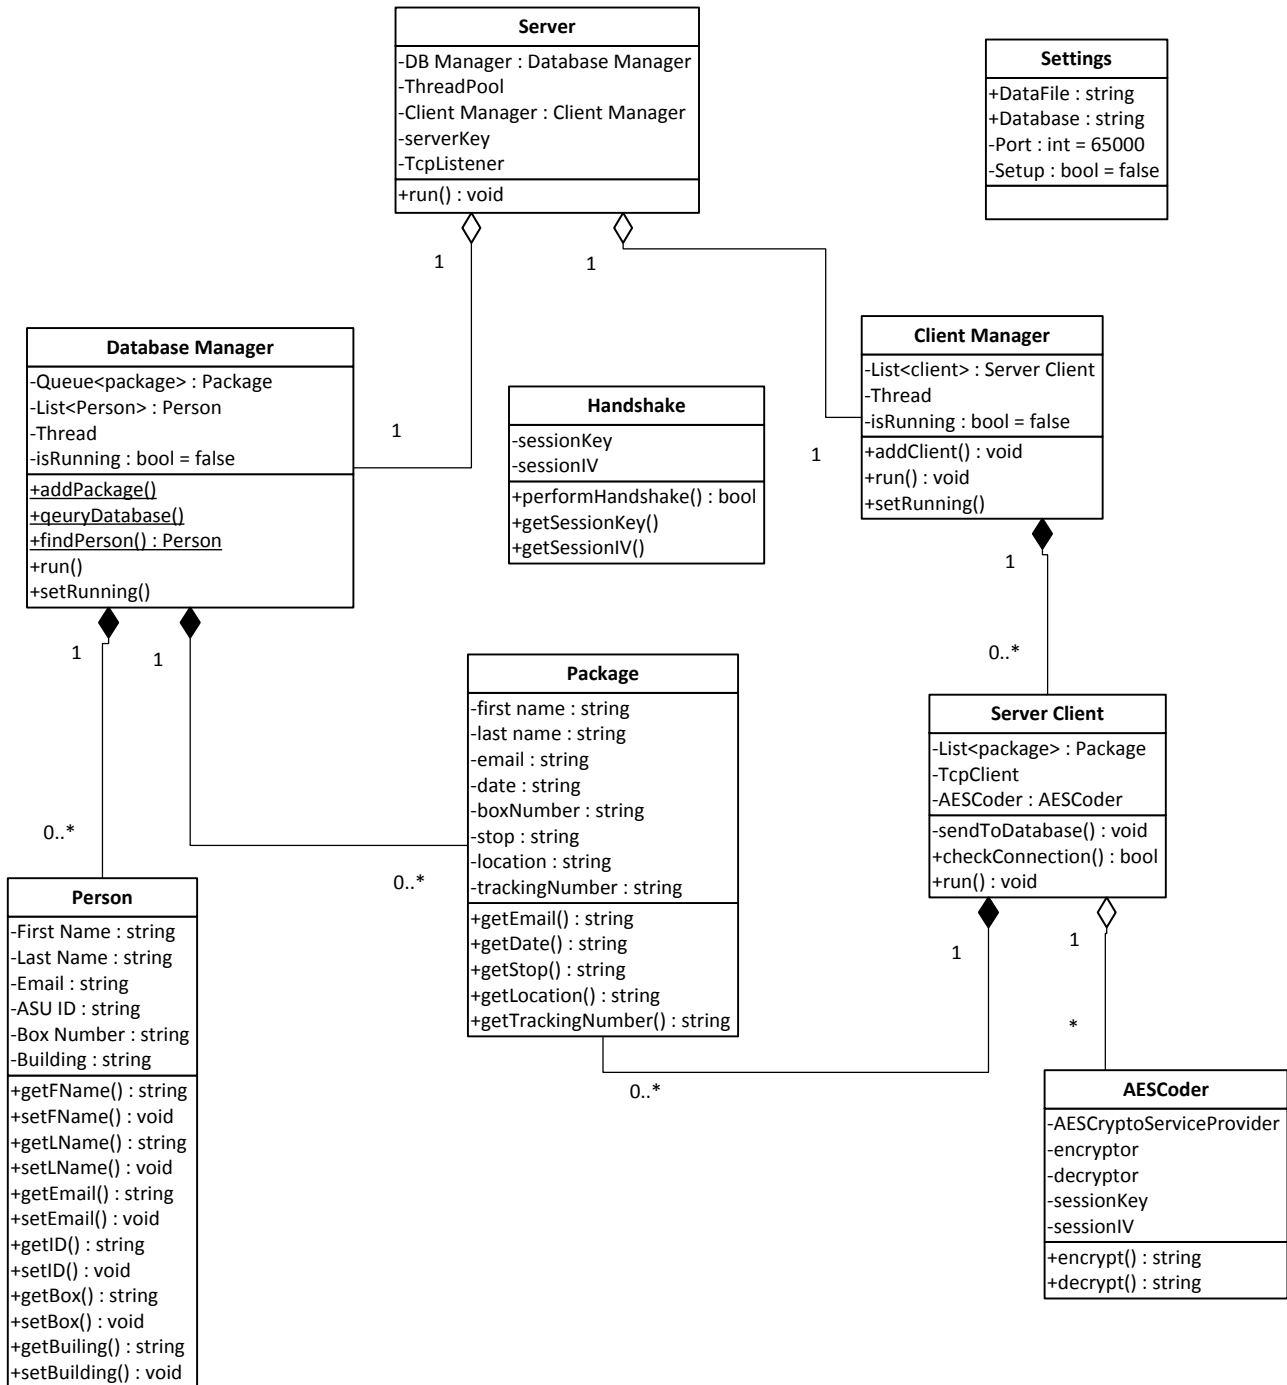 Server
-DB Manager : Database Manager
-ThreadPool
-Client Manager : Client Manager
-serverKey
-TcpListener
+run() : void
Settings
+DataFile : string
+Database : string
-Port : int = 65000
-Setup : bool = false
1
1
Database Manager
-Queue<package> : Package
-List<Person> : Person
-Thread
-isRunning : bool = false
+addPackage()
+qeuryDatabase()
+findPerson() : Person
+run()
+setRunning()
1
Handshake
-sessionKey
-sessionIV
+performHandshake() : bool
+getSessionKey()
+getSessionIV()
Client Manager
-List<client> : Server Client
-Thread
-isRunning : bool = false
+addClient() : void
+run() : void
+setRunning()
1
1
0..*
1
1
0..*
0..*
Package
-first name : string
-last name : string
-email : string
-date : string
-boxNumber : string
-stop : string
-location : string
-trackingNumber : string
+getEmail() : string
+getDate() : string
+getStop() : string
+getLocation() : string
+getTrackingNumber() : string
Server Client
-List<package> : Package
-TcpClient
-AESCoder : AESCoder
-sendToDatabase() : void
+checkConnection() : bool
+run() : void
1
1
*
0..*
Person
-First Name : string
-Last Name : string
-Email : string
-ASU ID : string
-Box Number : string
-Building : string
+getFName() : string
+setFName() : void
+getLName() : string
+setLName() : void
+getEmail() : string
+setEmail() : void
+getID() : string
+setID() : void
+getBox() : string
+setBox() : void
+getBuiling() : string
+setBuilding() : void
AESCoder
-AESCryptoServiceProvider
-encryptor
-decryptor
-sessionKey
-sessionIV
+encrypt() : string
+decrypt() : string